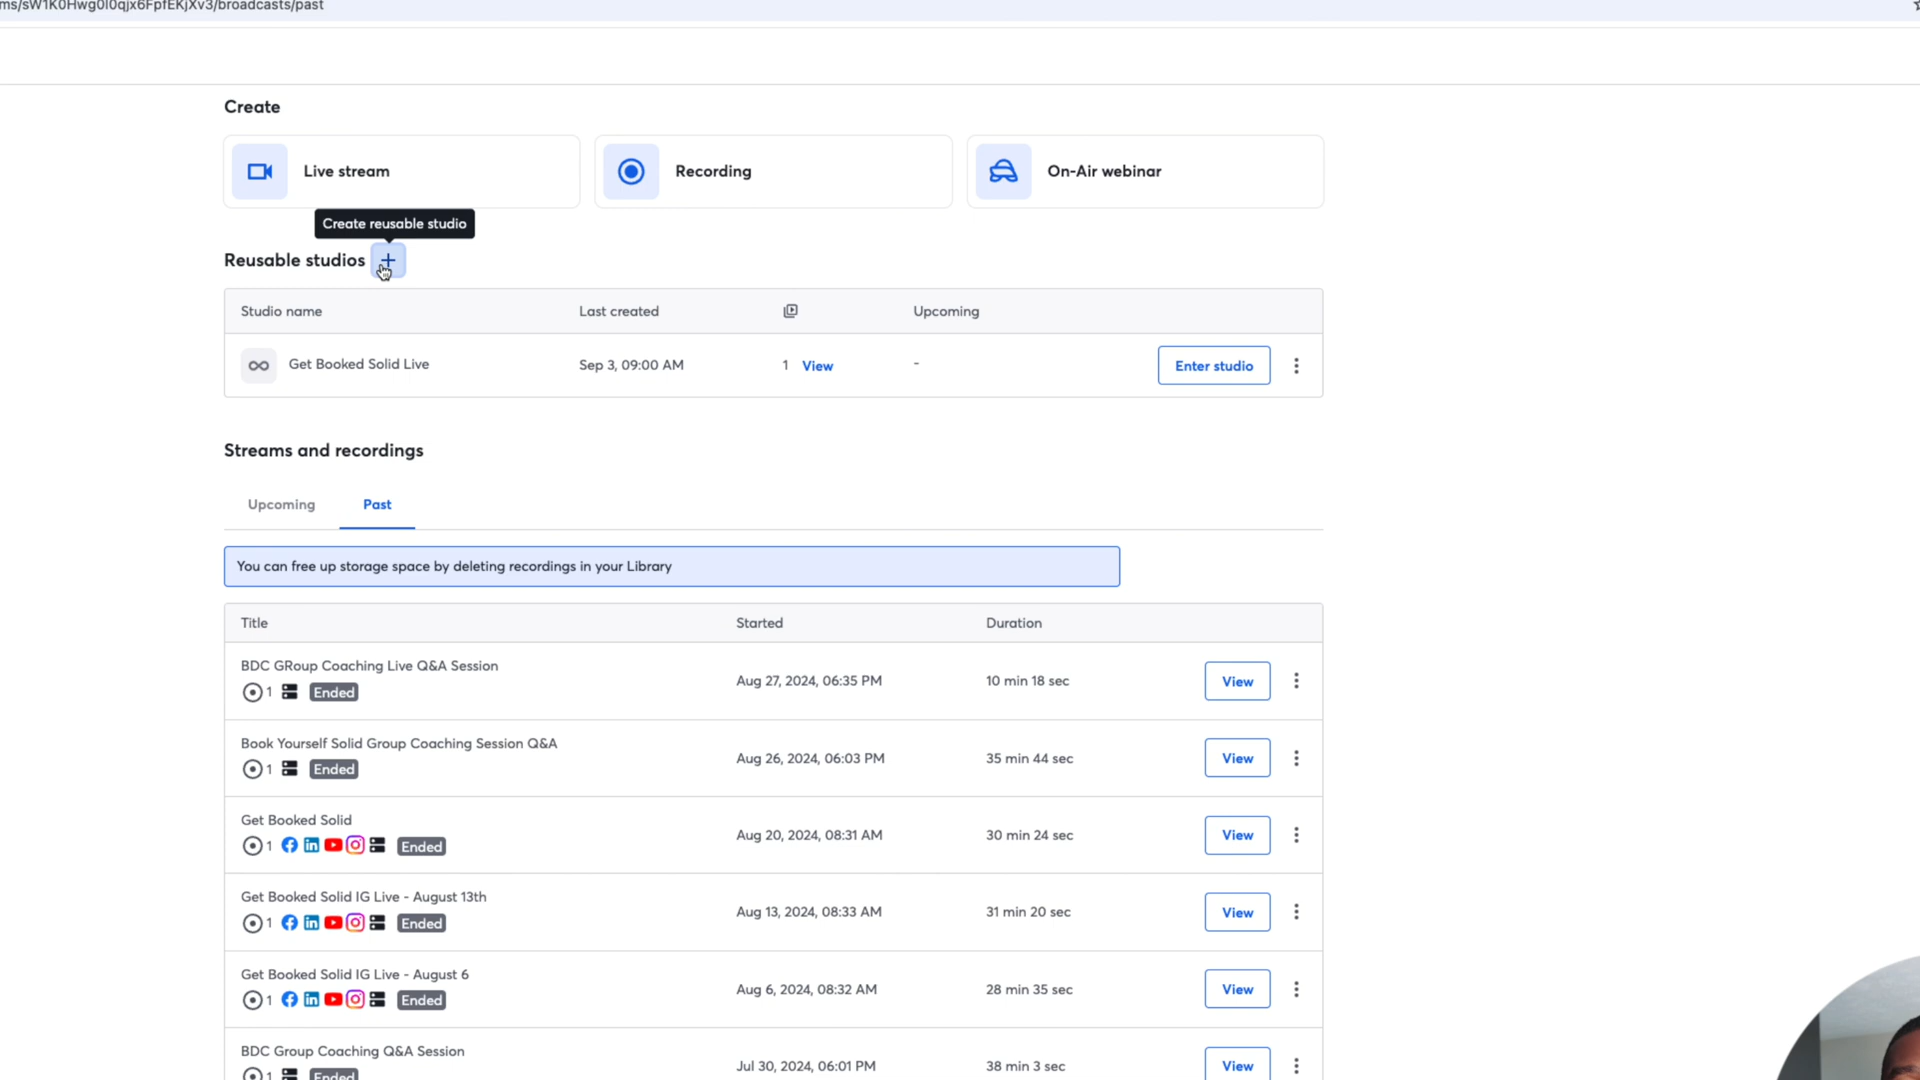 ms/sW1K0Hwg0l0qjx6FpfEKjXv3/broadcasts/past
Create
Live stream
Recording
On-Air webinar
Create reusable studio
Reusable studios
Studio name Last created Upcoming
Get Booked Solid Live Sep 3, 09:00 AM 1 View - Enter studio
Streams and recordings
Upcoming Past
You can free up storage space by deleting recordings in your Library
Title Started Duration
BDC GRoup Coaching Live Q&A Session
1 Ended
Aug 27, 2024, 06:35 PM 10 min 18 sec View
Book Yourself Solid Group Coaching Session Q&A
1 Ended
Aug 26, 2024, 06:03 PM 35 min 44 sec View
Get Booked Solid
1 Ended
Aug 20, 2024, 08:31 AM 30 min 24 sec View
Get Booked Solid IG Live - August 13th
1 Ended
Aug 13, 2024, 08:33 AM 31 min 20 sec View
Get Booked Solid IG Live - August 6
1 Ended
Aug 6, 2024, 08:32 AM 28 min 35 sec View
BDC Group Coaching Q&A Session
1 Ended
Jul 30, 2024, 06:01 PM 38 min 3 sec View